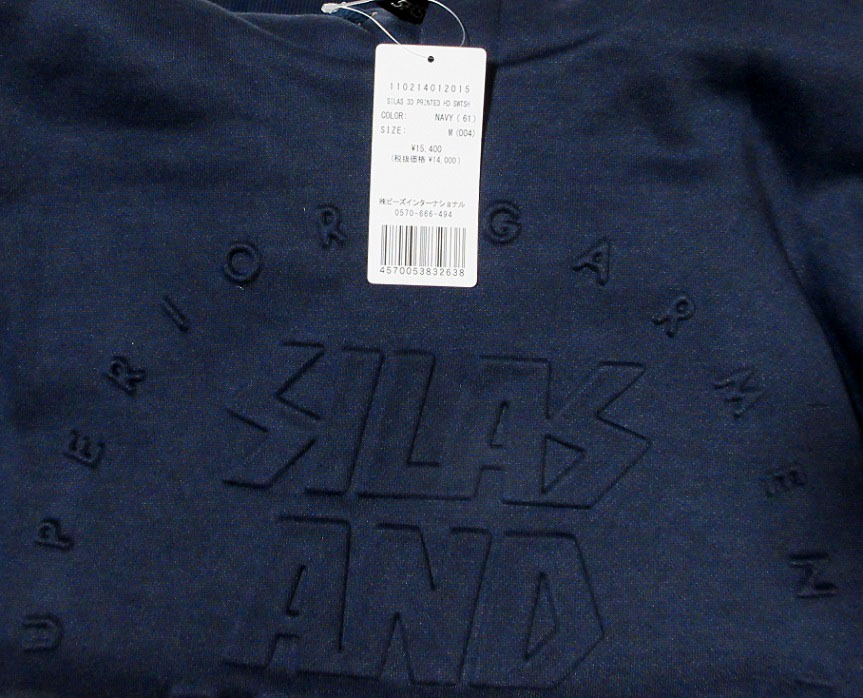 110214012015
SILAS 3D PRINTED HD SWTSH
COLOR: NAVY(61)
SIZE: M(004)
¥15,400
(税抜価格 ¥14,000)
㈱ビーズインターナショナル
0570-666-494
4570053832638
UPERIOR GARMEN
SILAS
AND